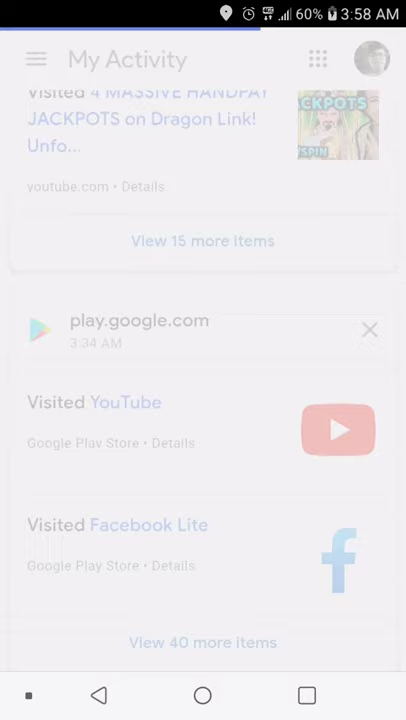 60% 3:58 AM
My Activity
Visited 4 MASSIVE HANDPAY
JACKPOTS on Dragon Link!
Unfo...
JACKPOTS
SPIN
youtube.com • Details
View 15 more items
play.google.com
3:34 AM
Visited YouTube
Google Play Store • Details
Visited Facebook Lite
Google Play Store • Details
View 40 more items